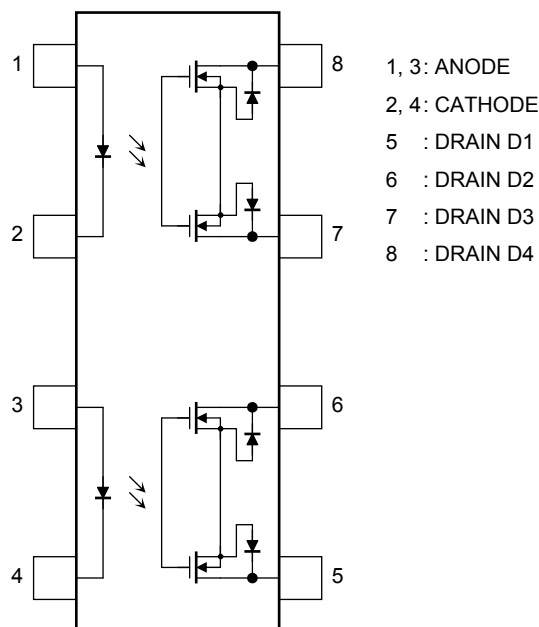 1
2
3
4
8
7
6
5
1, 3: ANODE
2, 4: CATHODE
5 : DRAIN D1
6 : DRAIN D2
7 : DRAIN D3
8 : DRAIN D4